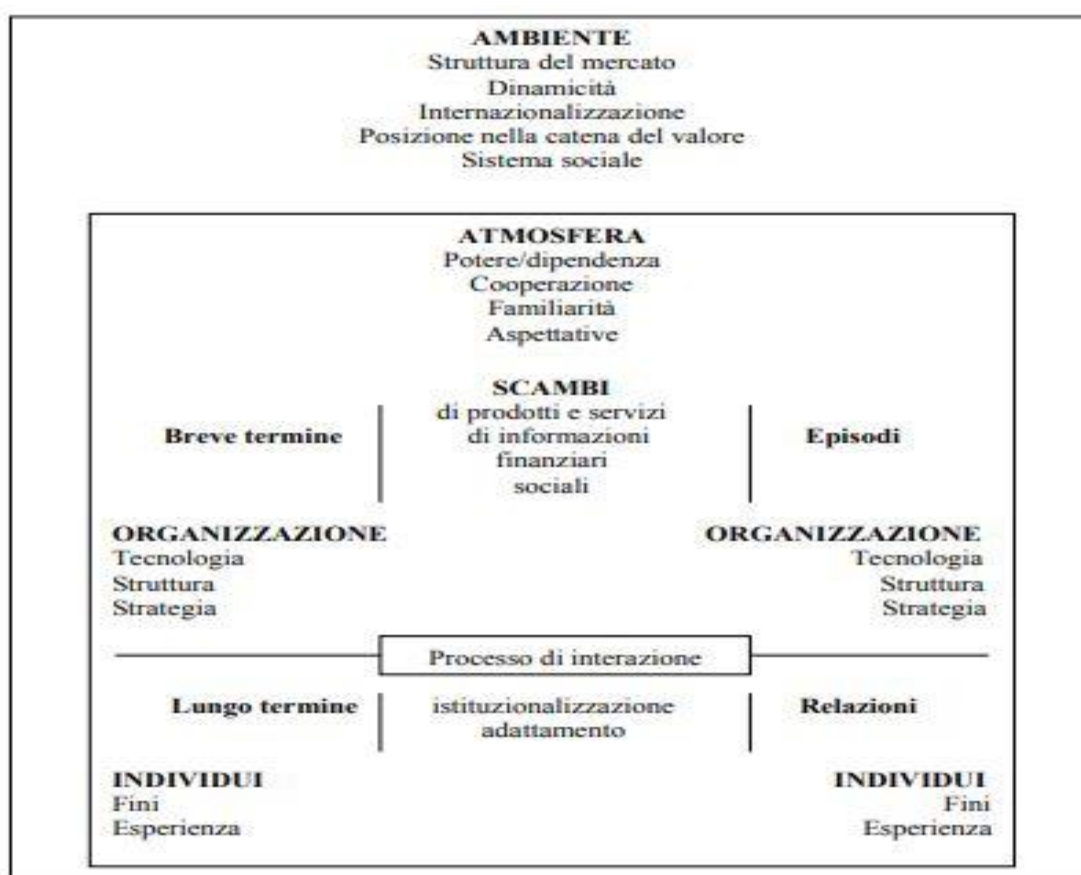 AMBIENTE
Struttura del mercato
Dinamicità
Internazionalizzazione
Posizione nella catena del valore
Sistema sociale
ATMOSFERA
Potere/dipendenza
Cooperazione
Familiarità
Aspettative
SCAMBI
di prodotti e servizi
Breve termine di informazioni Episodi
finanziari
sociali
ORGANIZZAZIONE ORGANIZZAZIONE
Tecnologia Tecnologia
Struttura Struttura
Strategia Strategia
Processo di interazione
Lungo termine istituzionalizzazione Relazioni
adattamento
INDIVIDUI INDIVIDUI
Fini Fini
Esperienza Esperienza